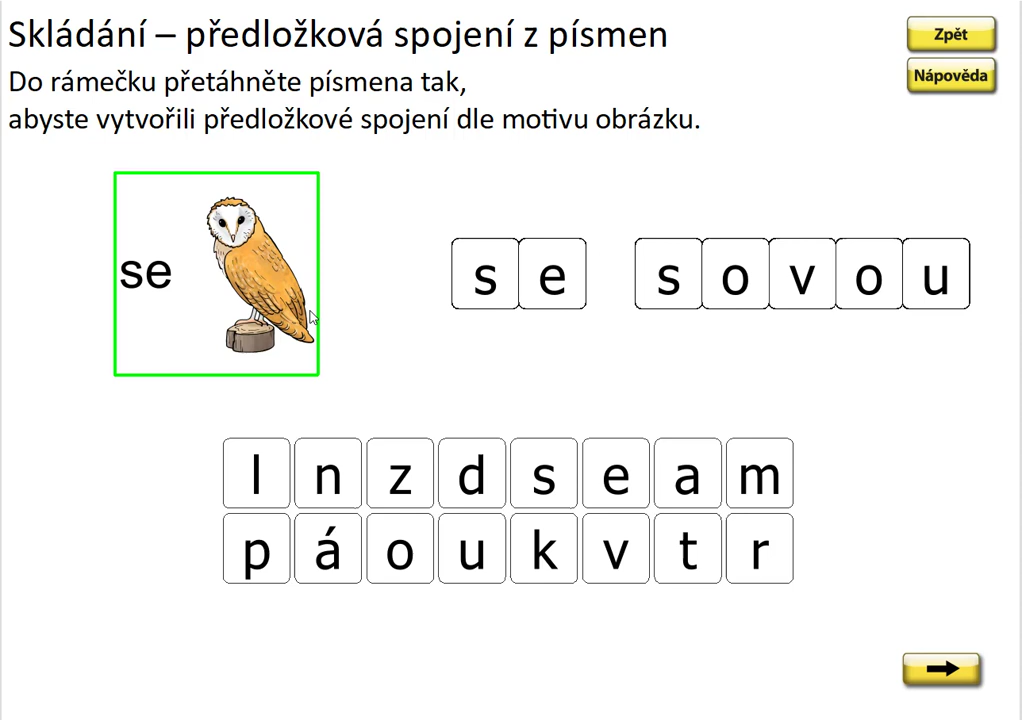 Skládání – předložková spojení z písmen
Zpět
Nápověda
Do rámečku přetáhněte písmena tak,
abyste vytvořili předložkové spojení dle motivu obrázku.
se
s e s o v o u
l n z d s e a m
p á o u k v t r